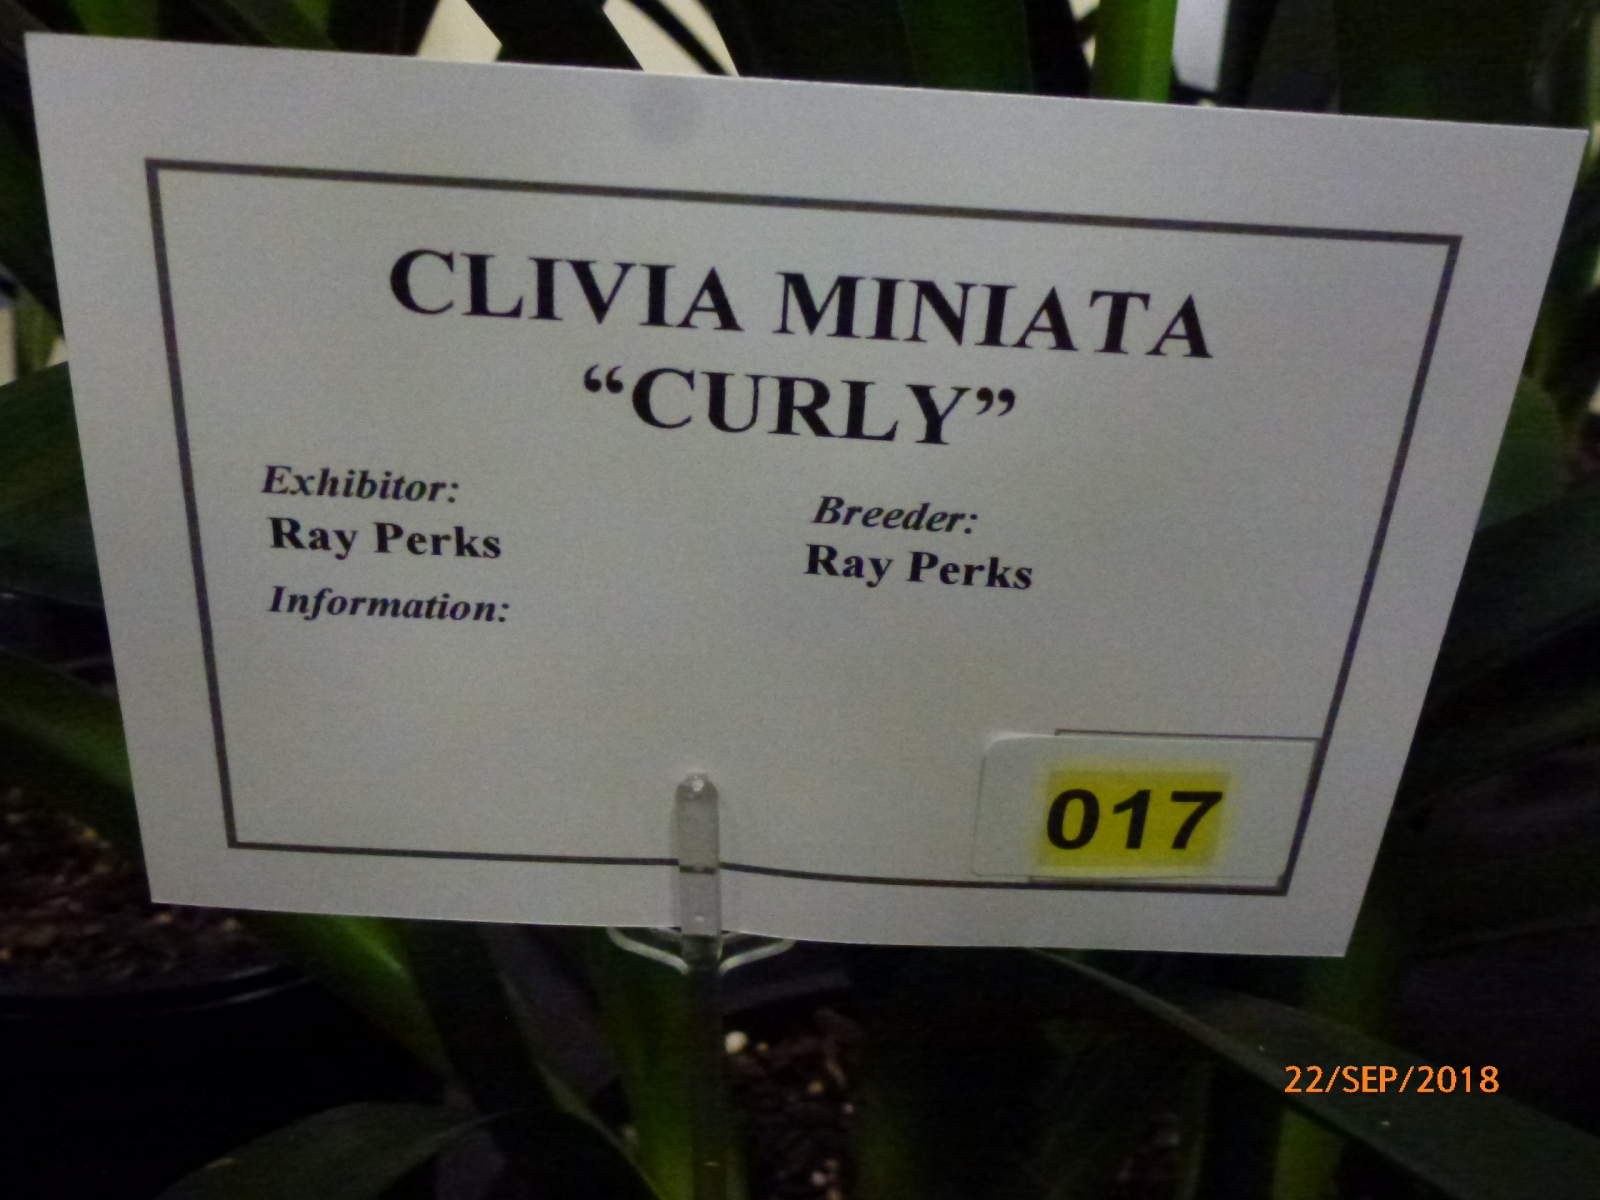 CLIVIA MINIATA
“CURLY”
Exhibitor:
Ray Perks
Breeder:
Ray Perks
Information:
017
22/SEP/2018